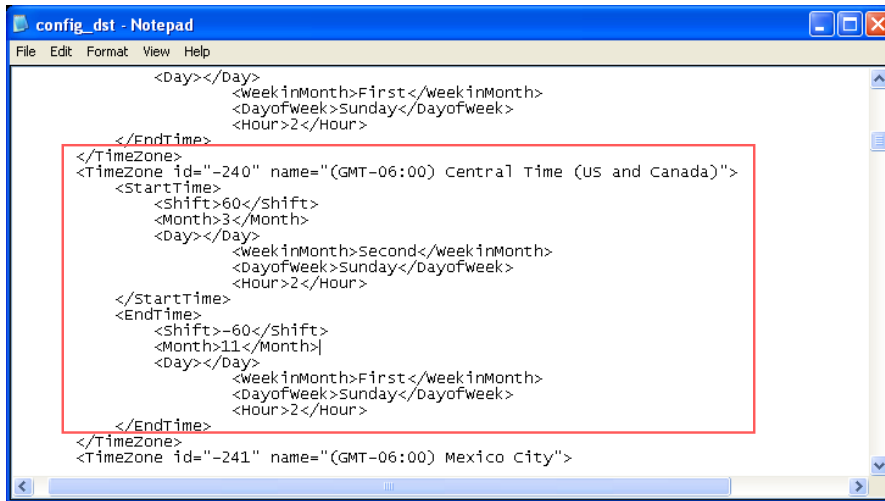 config_dst - Notepad
File Edit Format View Help
<Day></Day>
<WeekinMonth>First</WeekinMonth>
<DayofWeek>Sunday</DayofWeek>
<Hour>2</Hour>
</EndTime>
</TimeZone>
<TimeZone id="-240" name="(GMT-06:00) Central Time (US and Canada)">
<StartTime>
<Shift>60</Shift>
<Month>3</Month>
<Day></Day>
<WeekinMonth>Second</WeekinMonth>
<DayofWeek>Sunday</DayofWeek>
<Hour>2</Hour>
</StartTime>
<EndTime>
<Shift>-60</Shift>
<Month>11</Month>
<Day></Day>
<WeekinMonth>First</WeekinMonth>
<DayofWeek>Sunday</DayofWeek>
<Hour>2</Hour>
</EndTime>
</TimeZone>
<TimeZone id="-241" name="(GMT-06:00) Mexico City">